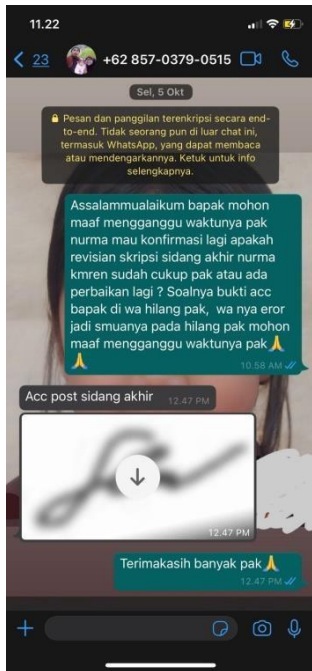 11.22
23
+62 857-0379-0515
Sel, 5 Okt
Pesan dan panggilan terenkripsi secara end-
to-end. Tidak seorang pun di luar chat ini,
termasuk WhatsApp, yang dapat membaca
atau mendengarkannya. Ketuk untuk info
selengkapnya.
Assalammualaikum bapak mohon
maaf mengganggu waktunya pak
nurma mau konfirmasi lagi apakah
revisian skripsi sidang akhir nurma
kmren sudah cukup pak atau ada
perbaikan lagi ? Soalnya bukti acc
bapak di wa hilang pak, wa nya eror
jadi smuanya pada hilang pak mohon
maaf mengganggu waktunya pak🙏
🙏
10.58 AM
Acc post sidang akhir
12.47 PM
12.47 PM
Terimakasih banyak pak🙏
12.47 PM